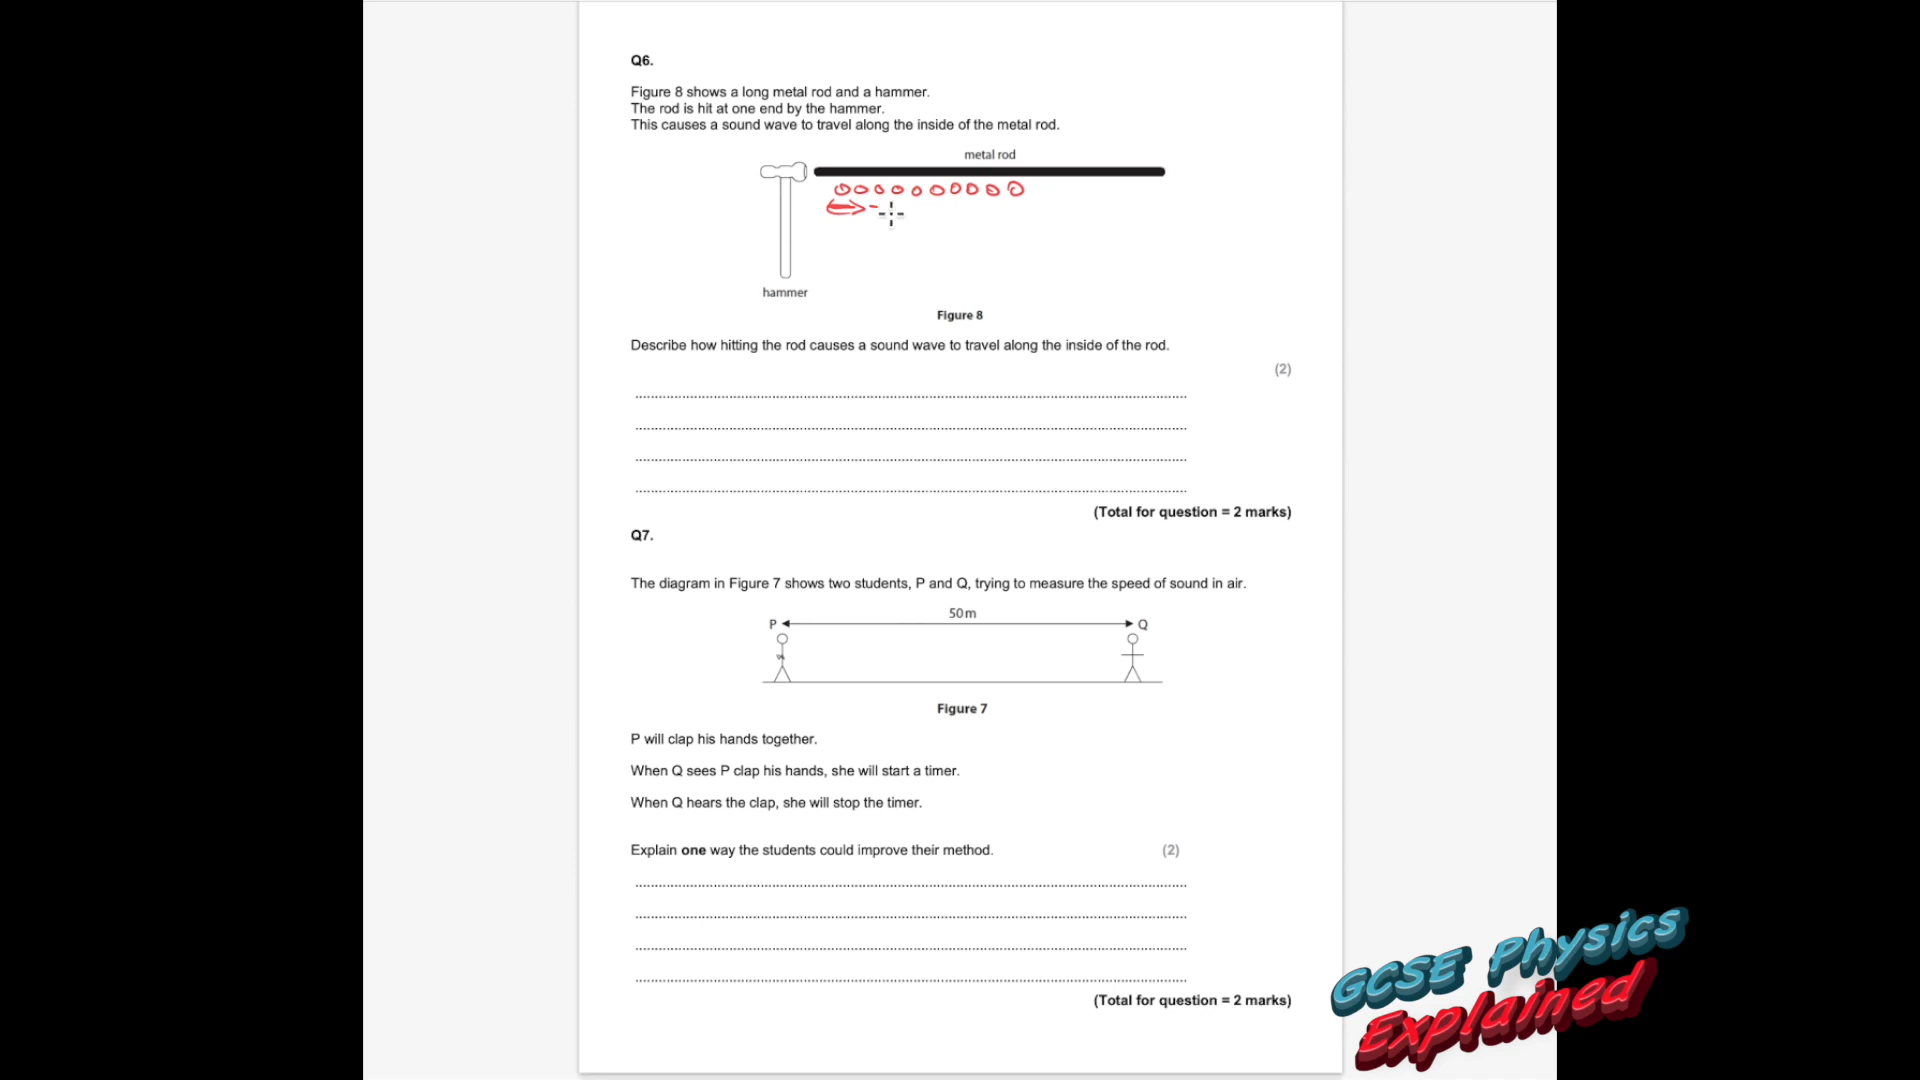 Q6.
Figure 8 shows a long metal rod and a hammer.
The rod is hit at one end by the hammer.
This causes a sound wave to travel along the inside of the metal rod.
metal rod
hammer
Figure 8
Describe how hitting the rod causes a sound wave to travel along the inside of the rod.
(2)
(Total for question = 2 marks)
Q7.
The diagram in Figure 7 shows two students, P and Q, trying to measure the speed of sound in air.
50 m
P Q
Figure 7
P will clap his hands together.
When Q sees P clap his hands, she will start a timer.
When Q hears the clap, she will stop the timer.
Explain one way the students could improve their method. (2)
(Total for question = 2 marks)
GCSE Physics
Explained